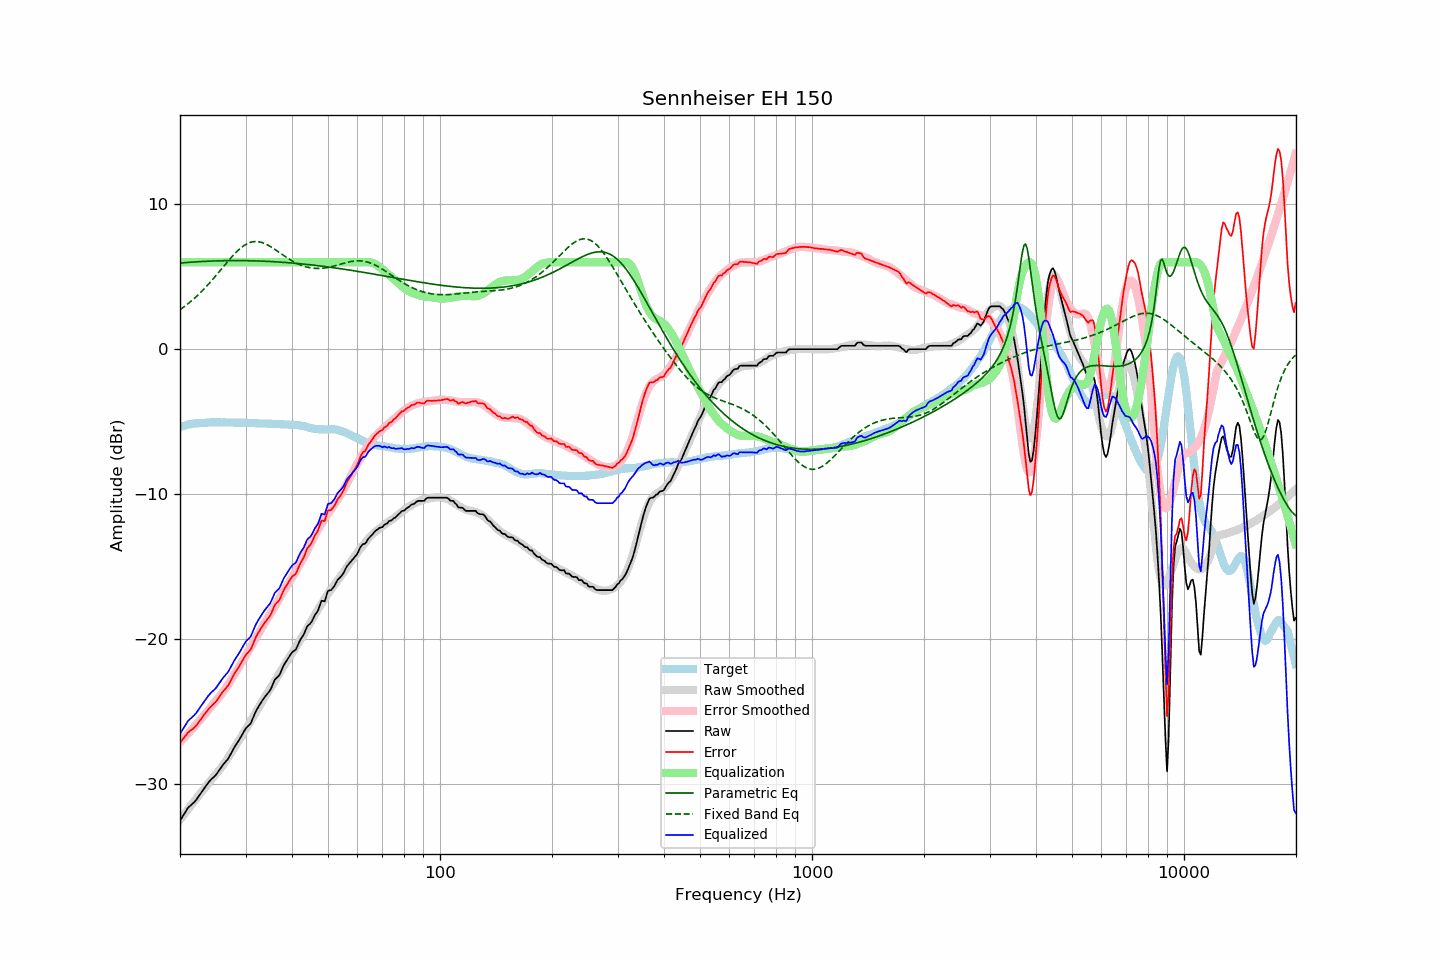 Sennheiser EH 150
Amplitude (dBr)
10
0
−10
−20
−30
Target
Raw Smoothed
Error Smoothed
Raw
Error
Equalization
Parametric Eq
Fixed Band Eq
Equalized
100
1000
10000
Frequency (Hz)